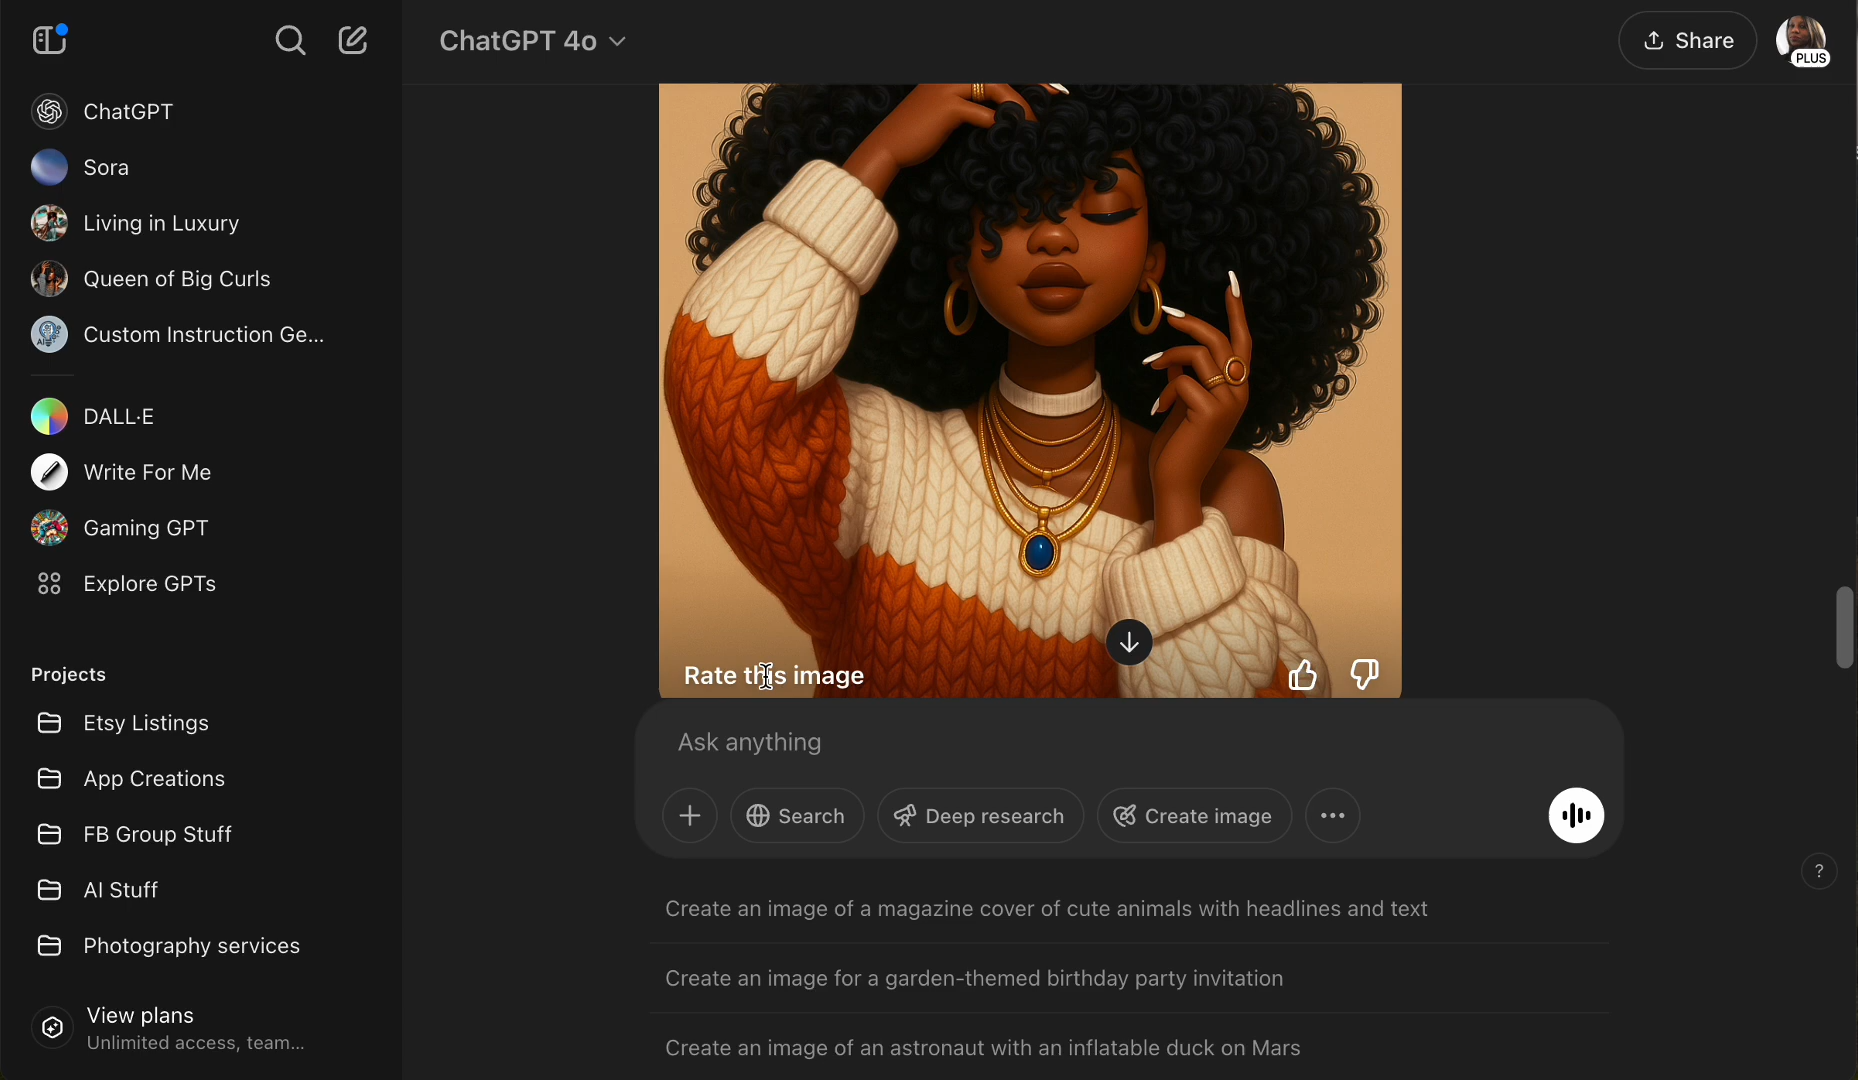 ChatGPT 4o
Share
PLUS
ChatGPT
Sora
Living in Luxury
Queen of Big Curls
Custom Instruction Ge...
DALL·E
Write For Me
Gaming GPT
Explore GPTs
Projects
Etsy Listings
App Creations
FB Group Stuff
AI Stuff
Photography services
View plans
Unlimited access, team...
Rate this image
Ask anything
Search
Deep research
Create image
?
Create an image of a magazine cover of cute animals with headlines and text
Create an image for a garden-themed birthday party invitation
Create an image of an astronaut with an inflatable duck on Mars